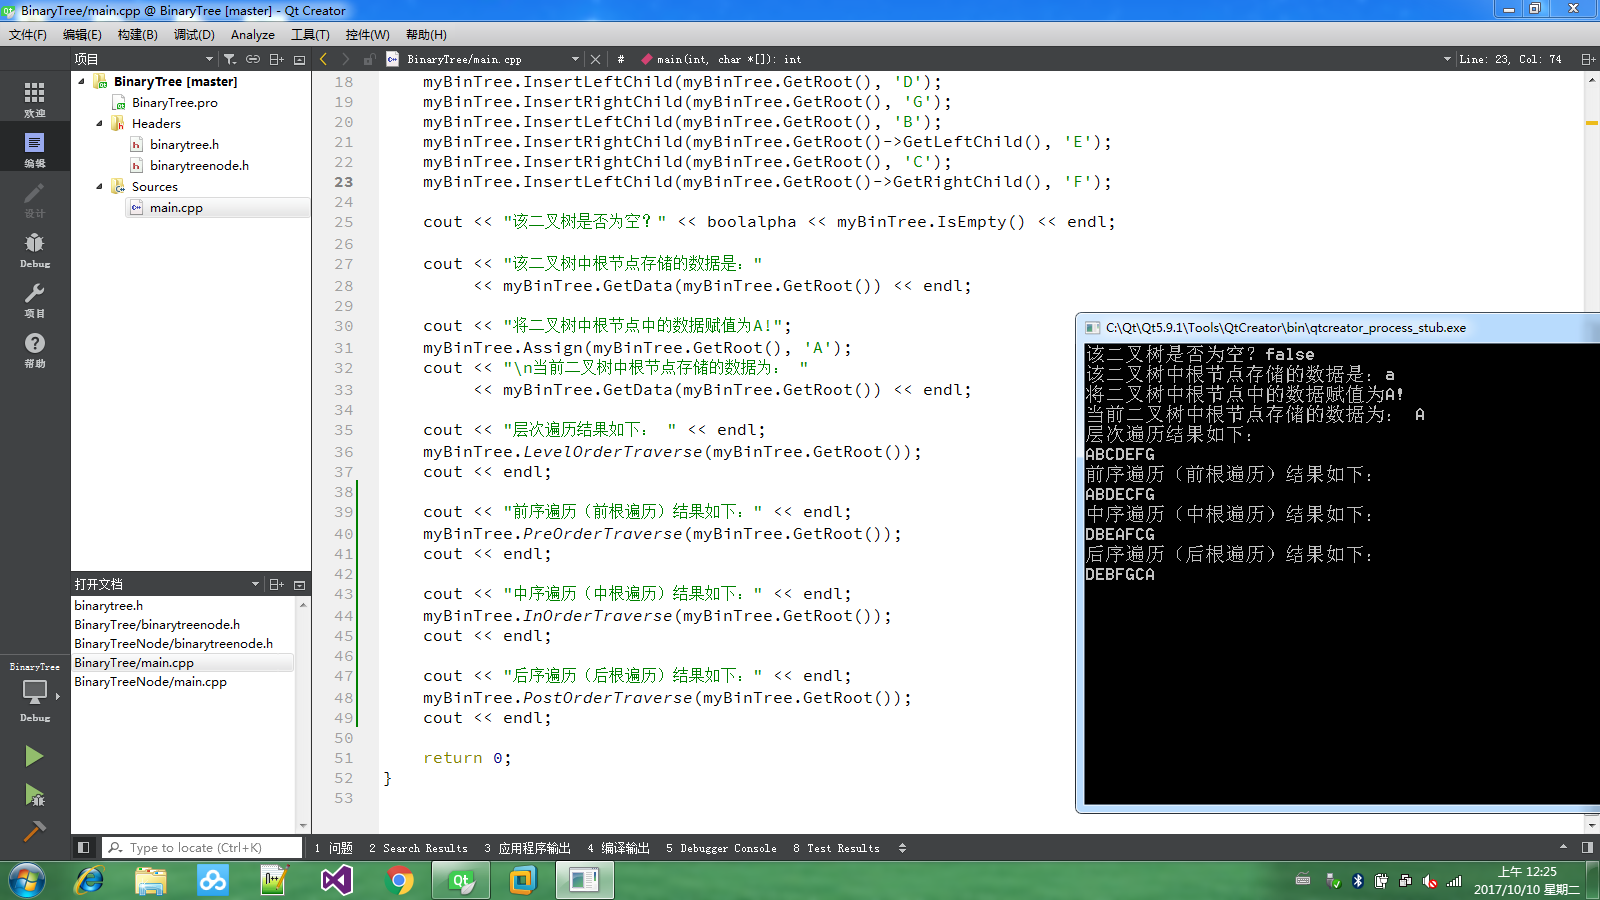 BinaryTree/main.cpp @ BinaryTree [master] - Qt Creator
文件(F) 编辑(E) 构建(B) 调试(D) Analyze 工具(T) 控件(W) 帮助(H)
项目
BinaryTree/main.cpp
#
main(int, char *[]): int
Line: 23, Col: 74
欢迎
编辑
设计
Debug
项目
帮助
BinaryTree
Debug
BinaryTree [master]
BinaryTree.pro
Headers
binarytree.h
binarytreenode.h
Sources
main.cpp
打开文档
binarytree.h
BinaryTree/binarytreenode.h
BinaryTreeNode/binarytreenode.h
BinaryTree/main.cpp
BinaryTreeNode/main.cpp
18 myBinTree.InsertLeftChild(myBinTree.GetRoot(), 'D');
19 myBinTree.InsertRightChild(myBinTree.GetRoot(), 'G');
20 myBinTree.InsertLeftChild(myBinTree.GetRoot(), 'B');
21 myBinTree.InsertRightChild(myBinTree.GetRoot()->GetLeftChild(), 'E');
22 myBinTree.InsertRightChild(myBinTree.GetRoot(), 'C');
23 myBinTree.InsertLeftChild(myBinTree.GetRoot()->GetRightChild(), 'F');
24
25 cout << "该二叉树是否为空？" << boolalpha << myBinTree.IsEmpty() << endl;
26
27 cout << "该二叉树中根节点存储的数据是："
28 << myBinTree.GetData(myBinTree.GetRoot()) << endl;
29
30 cout << "将二叉树中根节点中的数据赋值为A!";
31 myBinTree.Assign(myBinTree.GetRoot(), 'A');
32 cout << "\n当前二叉树中根节点存储的数据为： "
33 << myBinTree.GetData(myBinTree.GetRoot()) << endl;
34
35 cout << "层次遍历结果如下： " << endl;
36 myBinTree.LevelOrderTraverse(myBinTree.GetRoot());
37 cout << endl;
38
39 cout << "前序遍历（前根遍历）结果如下：" << endl;
40 myBinTree.PreOrderTraverse(myBinTree.GetRoot());
41 cout << endl;
42
43 cout << "中序遍历（中根遍历）结果如下：" << endl;
44 myBinTree.InOrderTraverse(myBinTree.GetRoot());
45 cout << endl;
46
47 cout << "后序遍历（后根遍历）结果如下：" << endl;
48 myBinTree.PostOrderTraverse(myBinTree.GetRoot());
49 cout << endl;
50
51 return 0;
52 }
53
C:\Qt\Qt5.9.1\Tools\QtCreator\bin\qtcreator_process_stub.exe
该二叉树是否为空？false
该二叉树中根节点存储的数据是：a
将二叉树中根节点中的数据赋值为A!
当前二叉树中根节点存储的数据为： A
层次遍历结果如下：
ABCDEFG
前序遍历（前根遍历）结果如下：
ABDECFG
中序遍历（中根遍历）结果如下：
DBEAFCG
后序遍历（后根遍历）结果如下：
DEBFGCA
Type to locate (Ctrl+K)
1 问题 2 Search Results 3 应用程序输出 4 编译输出 5 Debugger Console 8 Test Results
上午 12:25
2017/10/10 星期二